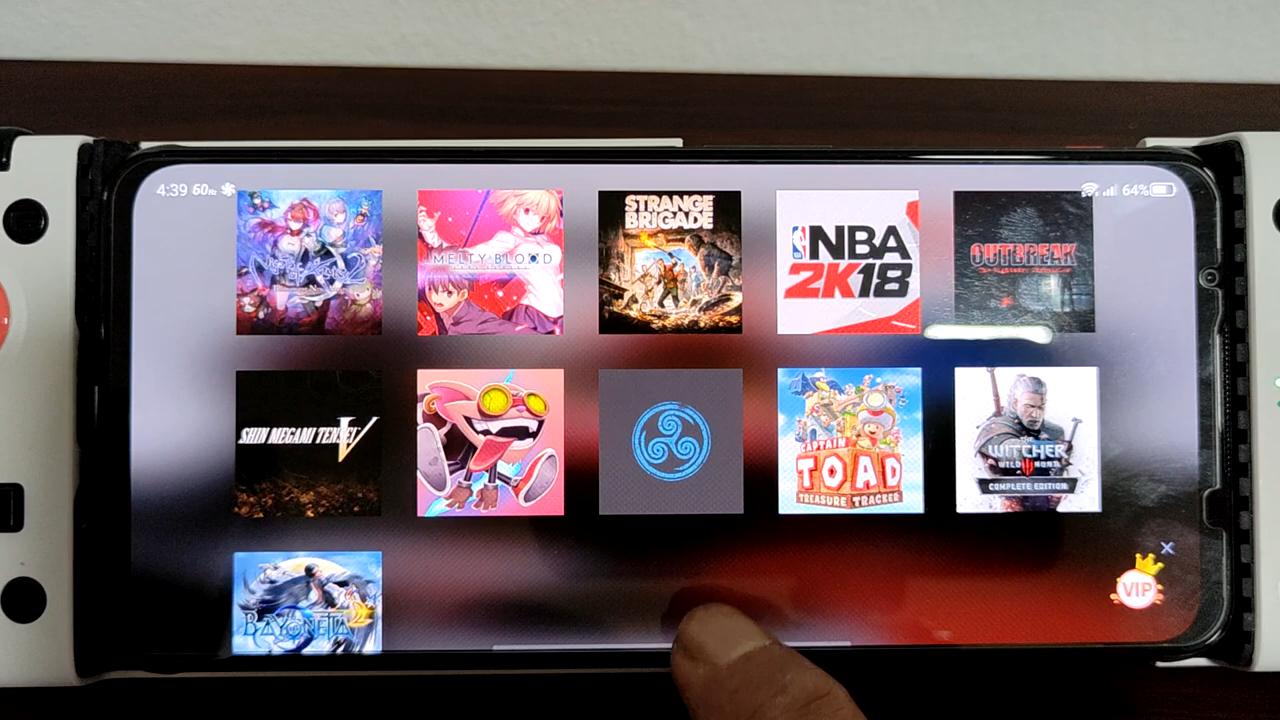 4:39 60Hz
64%
MELTY BLOOD
STRANGE
BRIGADE
NBA
2K18
OUTBREAK
SHIN MEGAMI TENSEI V
CAPTAIN
TOAD
TREASURE TRACKER
THE
WITCHER
WILD HUNT
COMPLETE EDITION
BAYONETTA 2
VIP